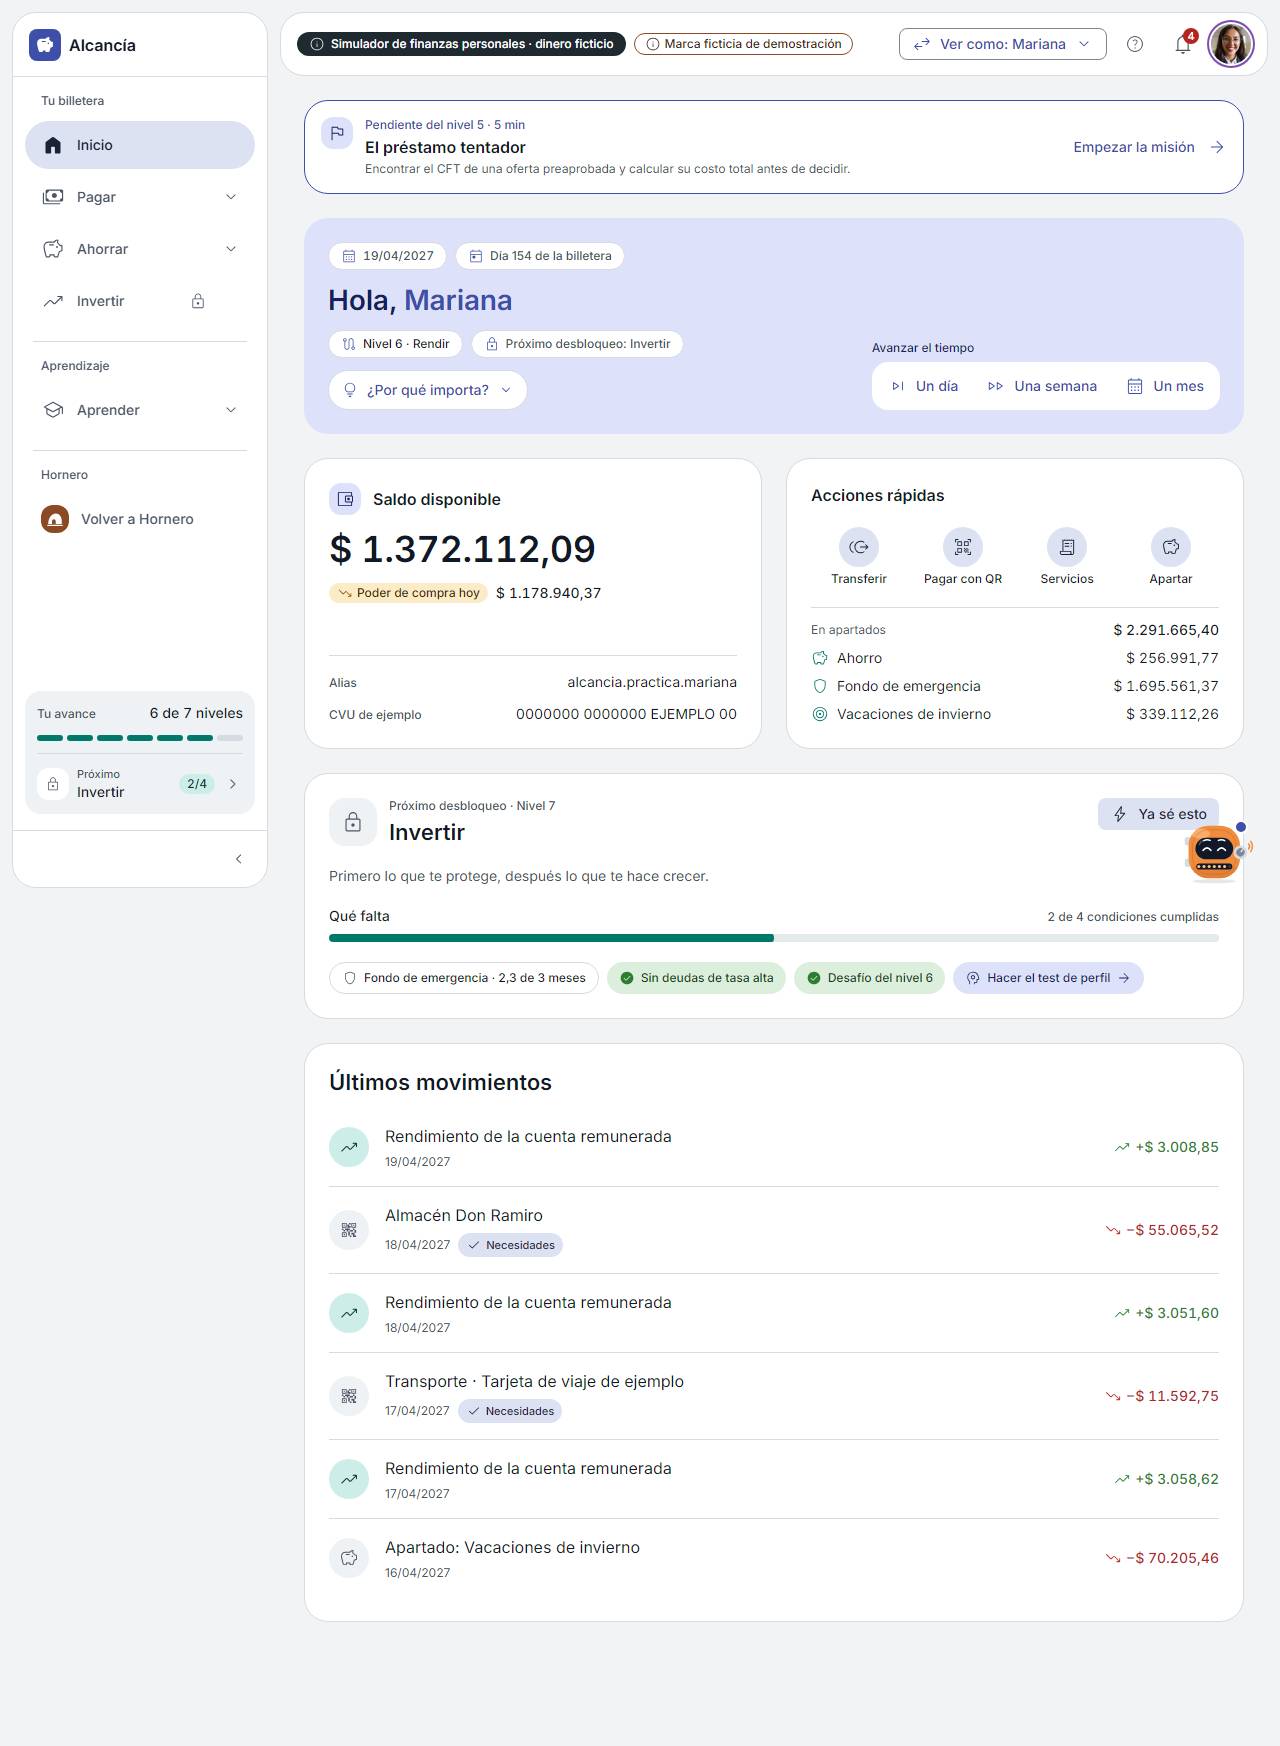 Alcancía
Simulador de finanzas personales · dinero ficticio
Marca ficticia de demostración
Ver como: Mariana
4
Tu billetera
Inicio
Pagar
Ahorrar
Invertir
Aprendizaje
Aprender
Hornero
Volver a Hornero
Tu avance
6 de 7 niveles
Próximo
Invertir
2/4
Pendiente del nivel 5 · 5 min
El préstamo tentador
Encontrar el CFT de una oferta preaprobada y calcular su costo total antes de decidir.
Empezar la misión
19/04/2027
Día 154 de la billetera
Hola, Mariana
Nivel 6 · Rendir
Próximo desbloqueo: Invertir
¿Por qué importa?
Avanzar el tiempo
Un día
Una semana
Un mes
Saldo disponible
$ 1.372.112,09
Poder de compra hoy
$ 1.178.940,37
Alias
alcancia.practica.mariana
CVU de ejemplo
0000000 0000000 EJEMPLO 00
Acciones rápidas
Transferir
Pagar con QR
Servicios
Apartar
En apartados
$ 2.291.665,40
Ahorro
$ 256.991,77
Fondo de emergencia
$ 1.695.561,37
Vacaciones de invierno
$ 339.112,26
Próximo desbloqueo · Nivel 7
Invertir
Ya sé esto
Primero lo que te protege, después lo que te hace crecer.
Qué falta
2 de 4 condiciones cumplidas
Fondo de emergencia · 2,3 de 3 meses
Sin deudas de tasa alta
Desafío del nivel 6
Hacer el test de perfil
Últimos movimientos
Rendimiento de la cuenta remunerada
19/04/2027
+$ 3.008,85
Almacén Don Ramiro
18/04/2027
Necesidades
−$ 55.065,52
Rendimiento de la cuenta remunerada
18/04/2027
+$ 3.051,60
Transporte · Tarjeta de viaje de ejemplo
17/04/2027
Necesidades
−$ 11.592,75
Rendimiento de la cuenta remunerada
17/04/2027
+$ 3.058,62
Apartado: Vacaciones de invierno
16/04/2027
−$ 70.205,46